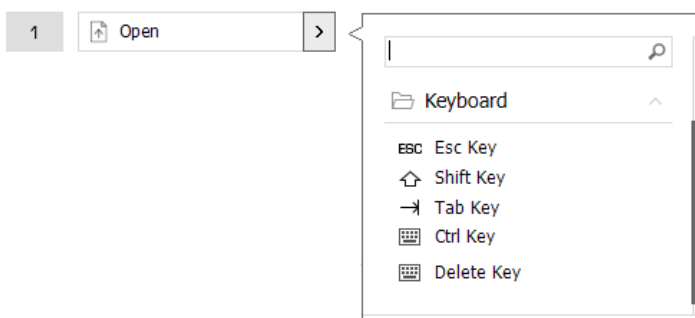 1 Open >
Keyboard
ESC Esc Key
Shift Key
Tab Key
Ctrl Key
Delete Key